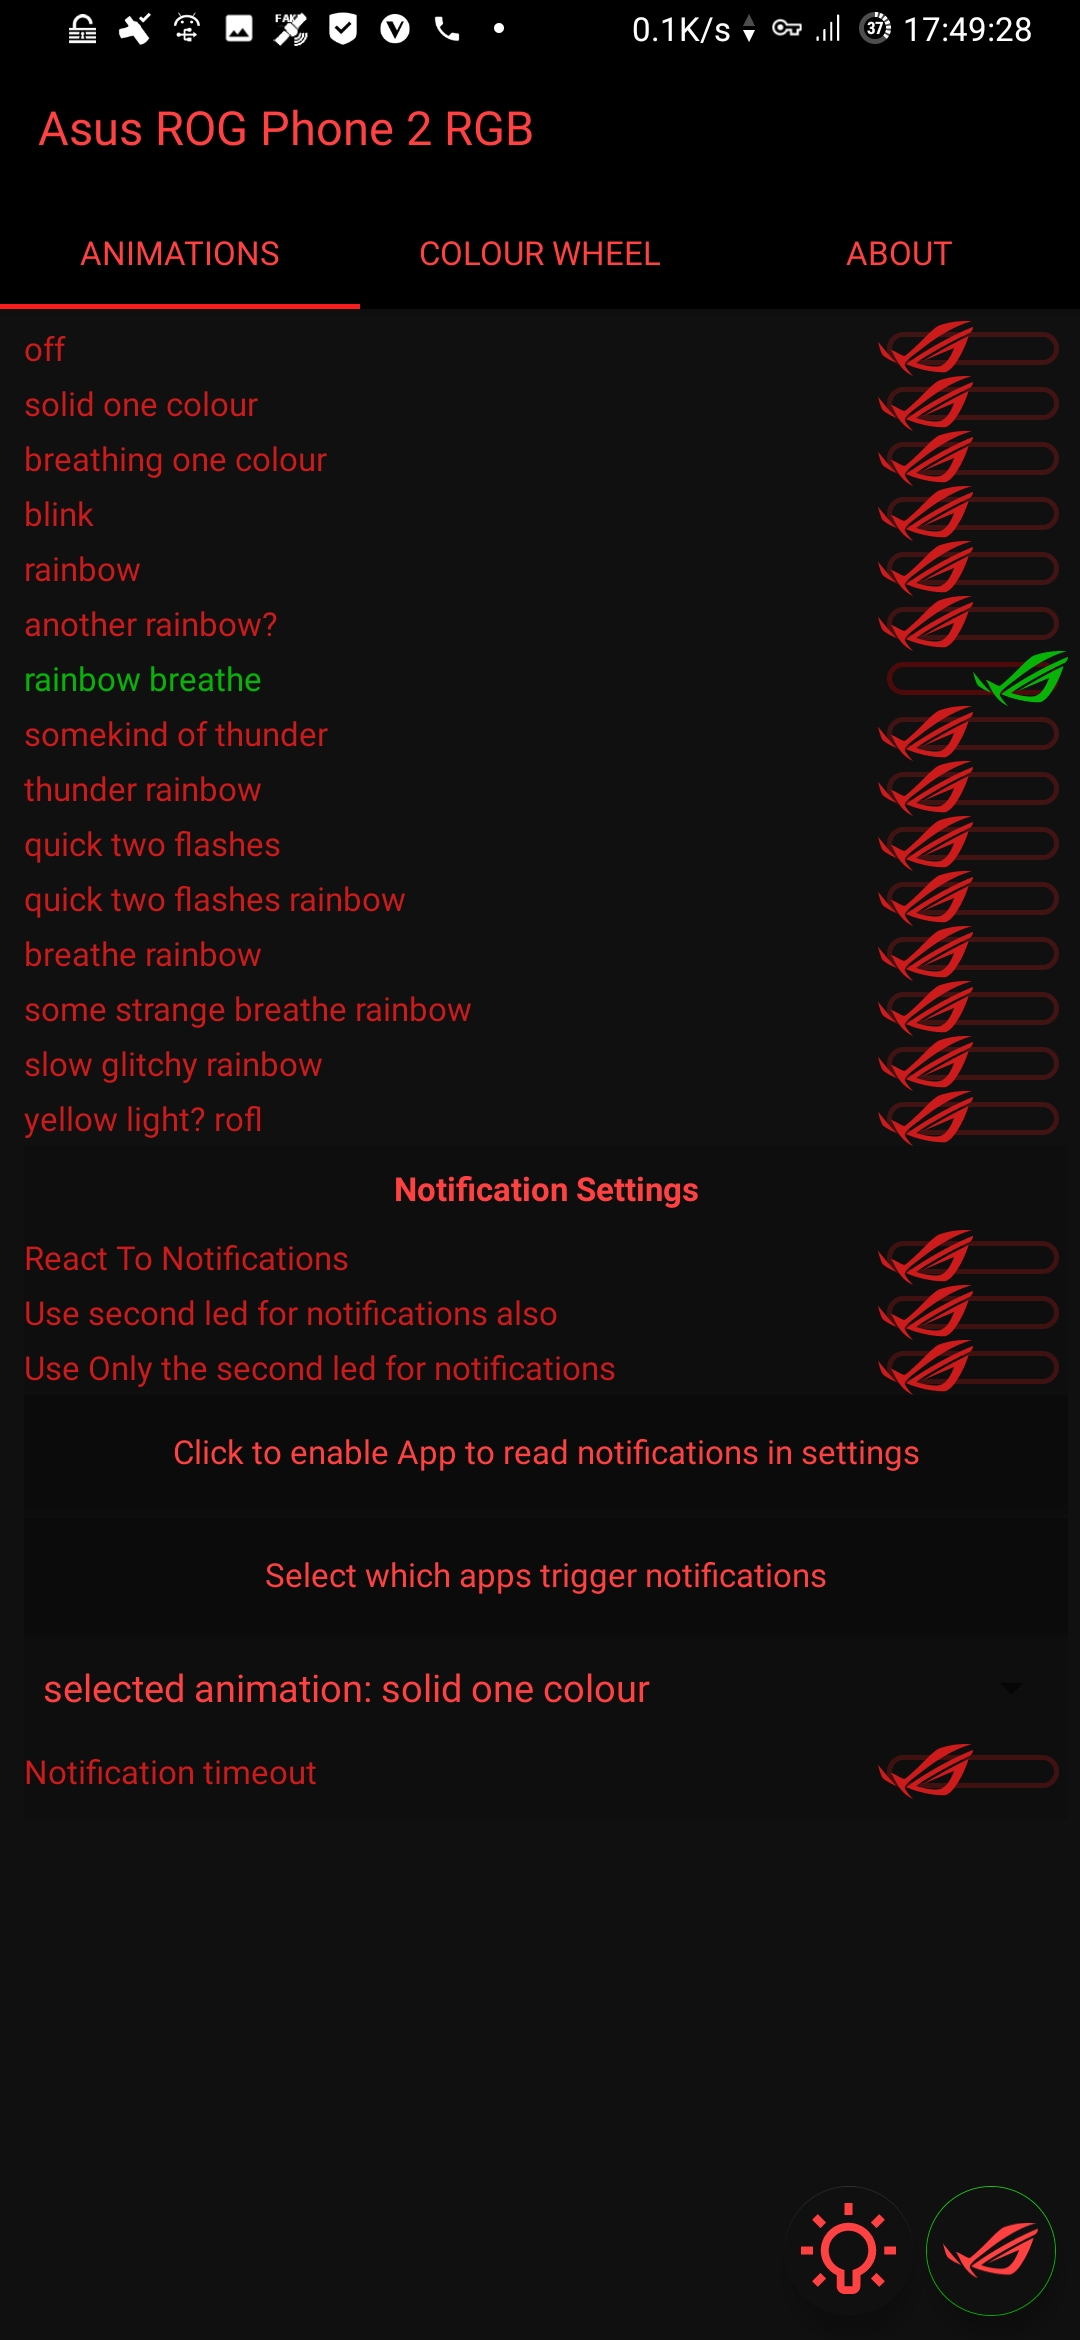 FAKE
0.1K/s
37
17:49:28
Asus ROG Phone 2 RGB
ANIMATIONS
COLOUR WHEEL
ABOUT
off
solid one colour
breathing one colour
blink
rainbow
another rainbow?
rainbow breathe
somekind of thunder
thunder rainbow
quick two flashes
quick two flashes rainbow
breathe rainbow
some strange breathe rainbow
slow glitchy rainbow
yellow light? rofl
Notification Settings
React To Notifications
Use second led for notifications also
Use Only the second led for notifications
Click to enable App to read notifications in settings
Select which apps trigger notifications
selected animation: solid one colour
Notification timeout